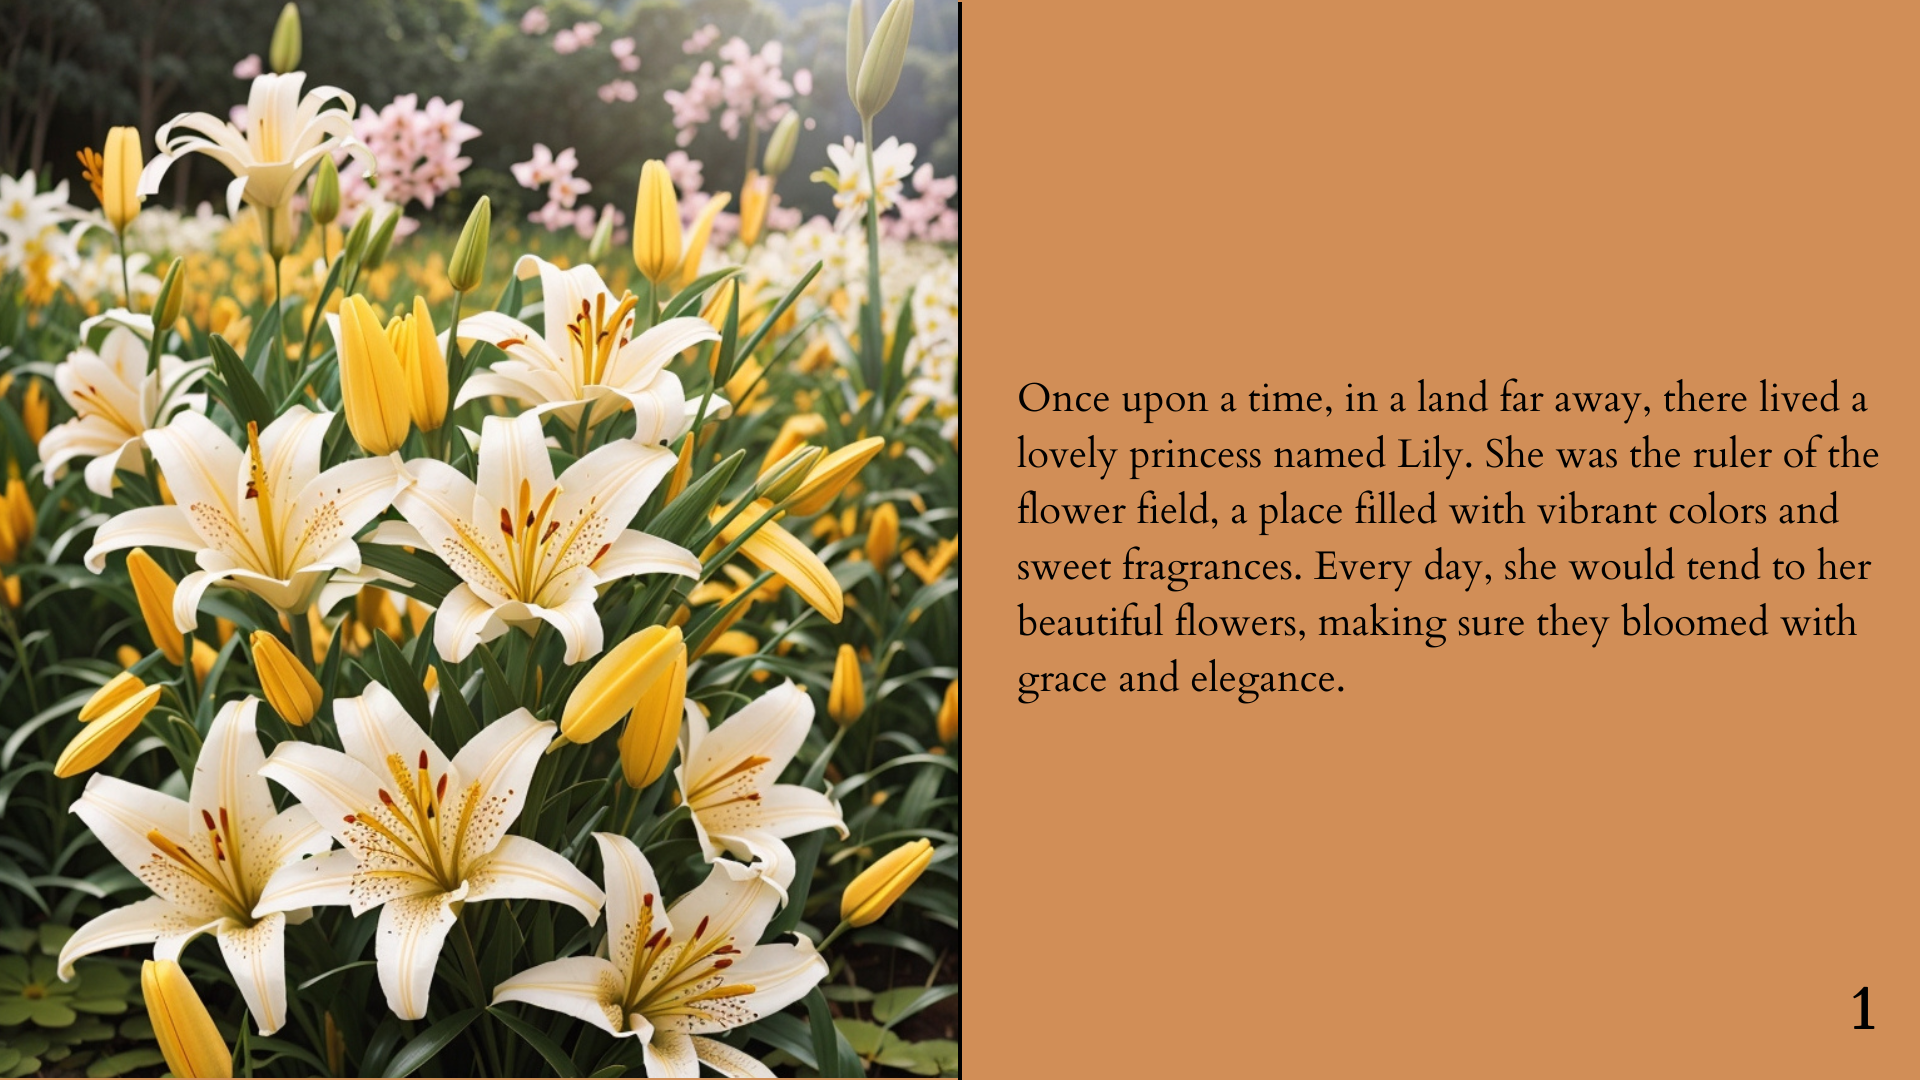 Once upon a time, in a land far away, there lived a
lovely princess named Lily. She was the ruler of the
flower field, a place filled with vibrant colors and
sweet fragrances. Every day, she would tend to her
beautiful flowers, making sure they bloomed with
grace and elegance.
1